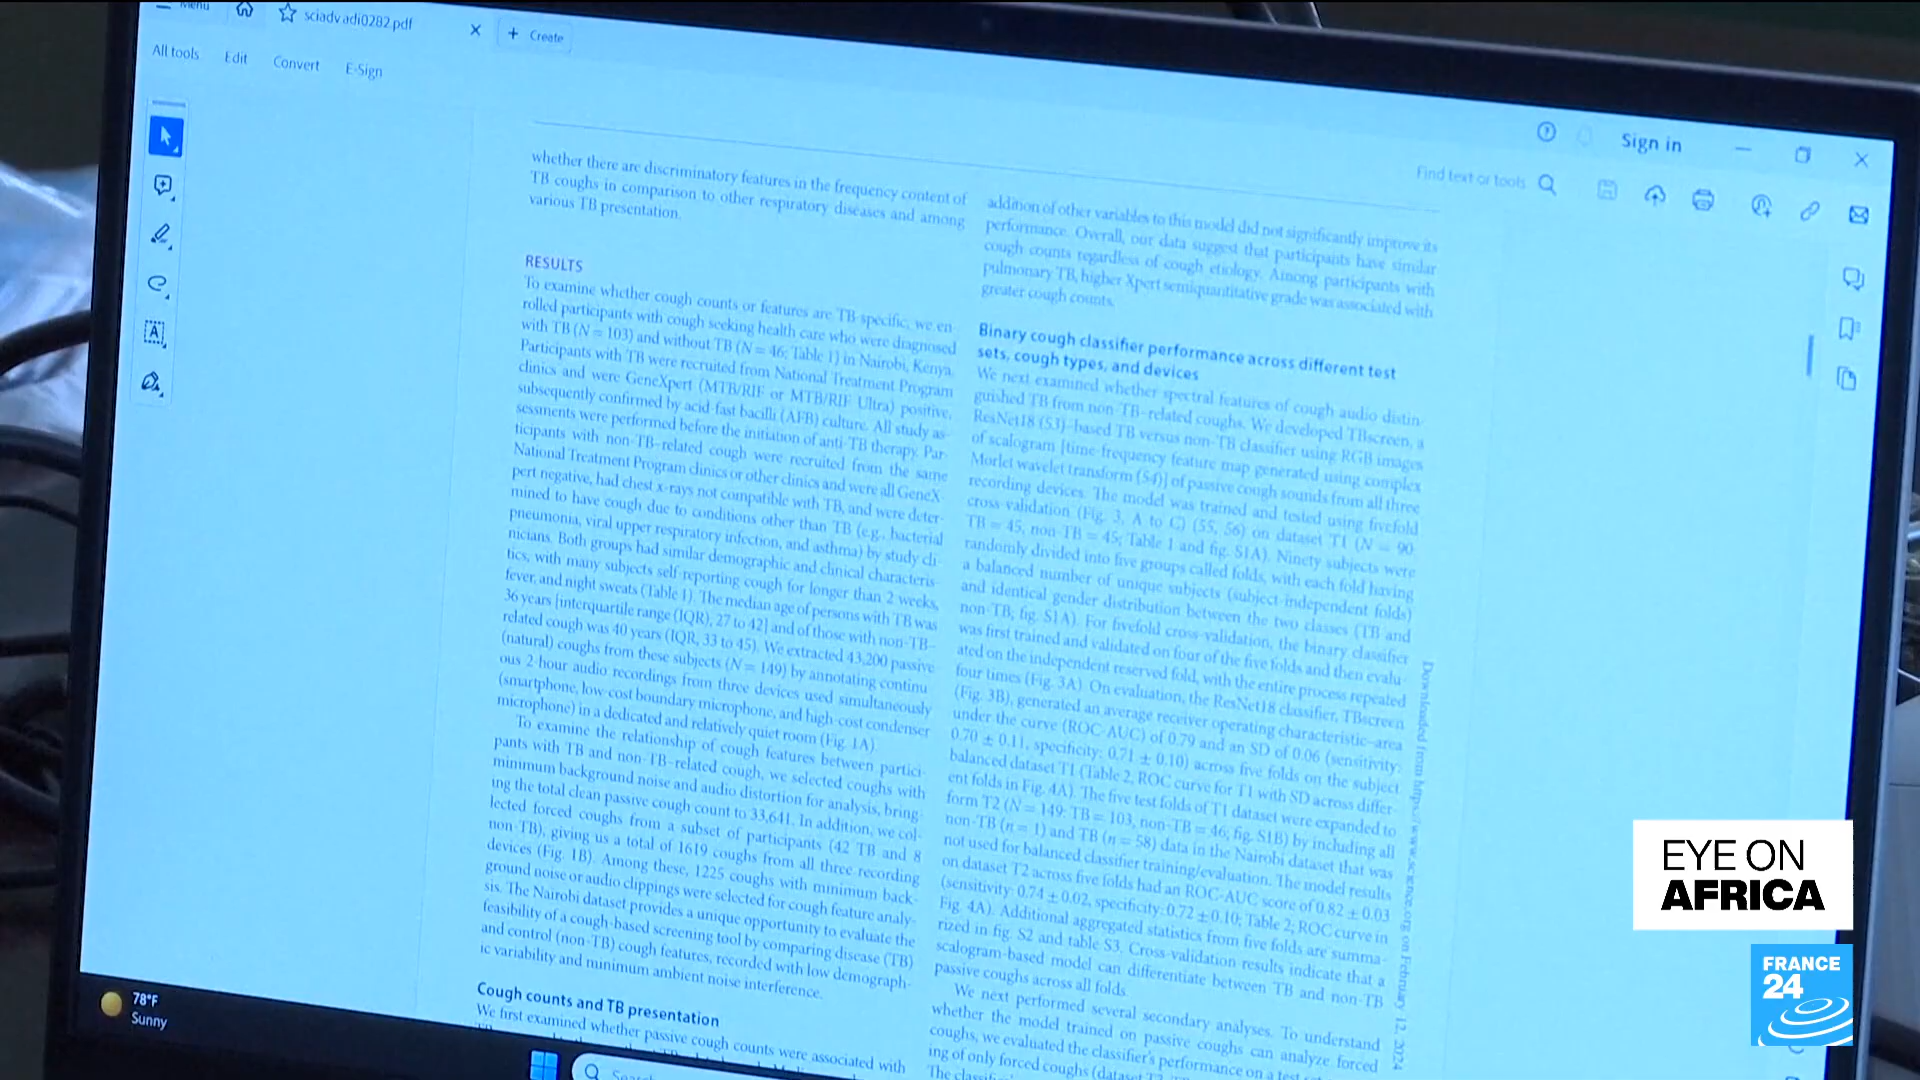 Menu
sciadv adi0282.pdf
+ Create
All tools
Edit
Convert
E-Sign
Sign in
Find text or tools
whether there are discriminatory features in the frequency content of
TB coughs in comparison to other respiratory diseases and among
various TB presentation.
RESULTS
To examine whether cough counts or features are TB specific, we en
rolled participants with cough seeking health care who were diagnosed
with TB (N = 103) and without TB (N = 46; Table 1) in Nairobi, Kenya.
Participants with TB were recruited from National Treatment Program
clinics and were GeneXpert (MTB/RIF or MTB/RIF Ultra) positive,
subsequently confirmed by acid-fast bacilli (AFB) culture. All study as-
sessments were performed before the initiation of anti-TB therapy. Par-
ticipants with non-TB-related cough were recruited from the same
National Treatment Program clinics or other clinics and were all GeneX-
pert negative, had chest x-rays not compatible with TB, and were deter-
mined to have cough due to conditions other than TB (e.g., bacterial
pneumonia, viral upper respiratory infection, and asthma) by study cli-
nicians. Both groups had similar demographic and clinical characteris-
tics, with many subjects self-reporting cough for longer than 2 weeks,
fever, and night sweats (Table 1). The median age of persons with TB was
36 years [interquartile range (IQR), 27 to 42] and of those with non-TB-
related cough was 40 years (IQR, 33 to 45). We extracted 43,200 passive
(natural) coughs from these subjects (N = 149) by annotating continu-
ous 2-hour audio recordings from three devices used simultaneously
(smartphone, low-cost boundary microphone, and high-cost condenser
microphone) in a dedicated and relatively quiet room (Fig. 1A).
To examine the relationship of cough features between partici-
pants with TB and non-TB-related cough, we selected coughs with
minimum background noise and audio distortion for analysis, bring-
ing the total clean passive cough count to 33,641. In addition, we col-
lected forced coughs from a subset of participants (42 TB and 8
non-TB), giving us a total of 1619 coughs from all three recording
devices (Fig. 1B). Among these, 1225 coughs with minimum back-
ground noise or audio clippings were selected for cough feature analy-
sis. The Nairobi dataset provides a unique opportunity to evaluate the
feasibility of a cough-based screening tool by comparing disease (TB)
and control (non-TB) cough features, recorded with low demograph-
ic variability and minimum ambient noise interference.
Cough counts and TB presentation
We first examined whether passive cough counts were associated with
addition of other variables to this model did not significantly improve its
performance. Overall, our data suggest that participants have similar
cough counts regardless of cough etiology. Among participants with
pulmonary TB, higher Xpert semiquantitative grade was associated with
greater cough counts.
Binary cough classifier performance across different test
sets, cough types, and devices
We next examined whether spectral features of cough audio distin-
guished TB from non-TB-related coughs. We developed TBscreen, a
ResNet18 (53)-based TB versus non-TB classifier using RGB images
of scalogram [time-frequency feature map generated using complex
Morlet wavelet transform (54)] of passive cough sounds from all three
recording devices. The model was trained and tested using fivefold
cross-validation (Fig. 3, A to C) (55, 56) on dataset T1 (N = 90:
TB = 45, non-TB = 45; Table 1 and fig. S1A). Ninety subjects were
randomly divided into five groups called folds, with each fold having
a balanced number of unique subjects (subject-independent folds)
and identical gender distribution between the two classes (TB and
non-TB; fig. S1A). For fivefold cross-validation, the binary classifier
was first trained and validated on four of the five folds and then evalu-
ated on the independent reserved fold, with the entire process repeated
four times (Fig. 3A). On evaluation, the ResNet18 classifier, TBscreen
(Fig. 3B), generated an average receiver operating characteristic–area
under the curve (ROC-AUC) of 0.79 and an SD of 0.06 (sensitivity:
0.70 ± 0.11, specificity: 0.71 ± 0.10) across five folds on the subject
balanced dataset T1 (Table 2, ROC curve for T1 with SD across differ-
ent folds in Fig. 4A). The five test folds of T1 dataset were expanded to
form T2 (N = 149: TB = 103, non-TB = 46; fig. S1B) by including all
non-TB (n = 1) and TB (n = 58) data in the Nairobi dataset that was
not used for balanced classifier training/evaluation. The model results
on dataset T2 across five folds had an ROC-AUC score of 0.82 ± 0.03
(sensitivity: 0.74 ± 0.02, specificity: 0.72 ± 0.10; Table 2; ROC curve in
Fig. 4A). Additional aggregated statistics from five folds are summa-
rized in fig. S2 and table S3. Cross-validation results indicate that a
scalogram-based model can differentiate between TB and non-TB
passive coughs across all folds.
We next performed several secondary analyses. To understand
whether the model trained on passive coughs can analyze forced
coughs, we evaluated the classifier's performance on a test
ing of only forced coughs (dataset
Downloaded from https://www.science.org on February 12, 2024
78°F
Sunny
EYE ON
AFRICA
FRANCE
24